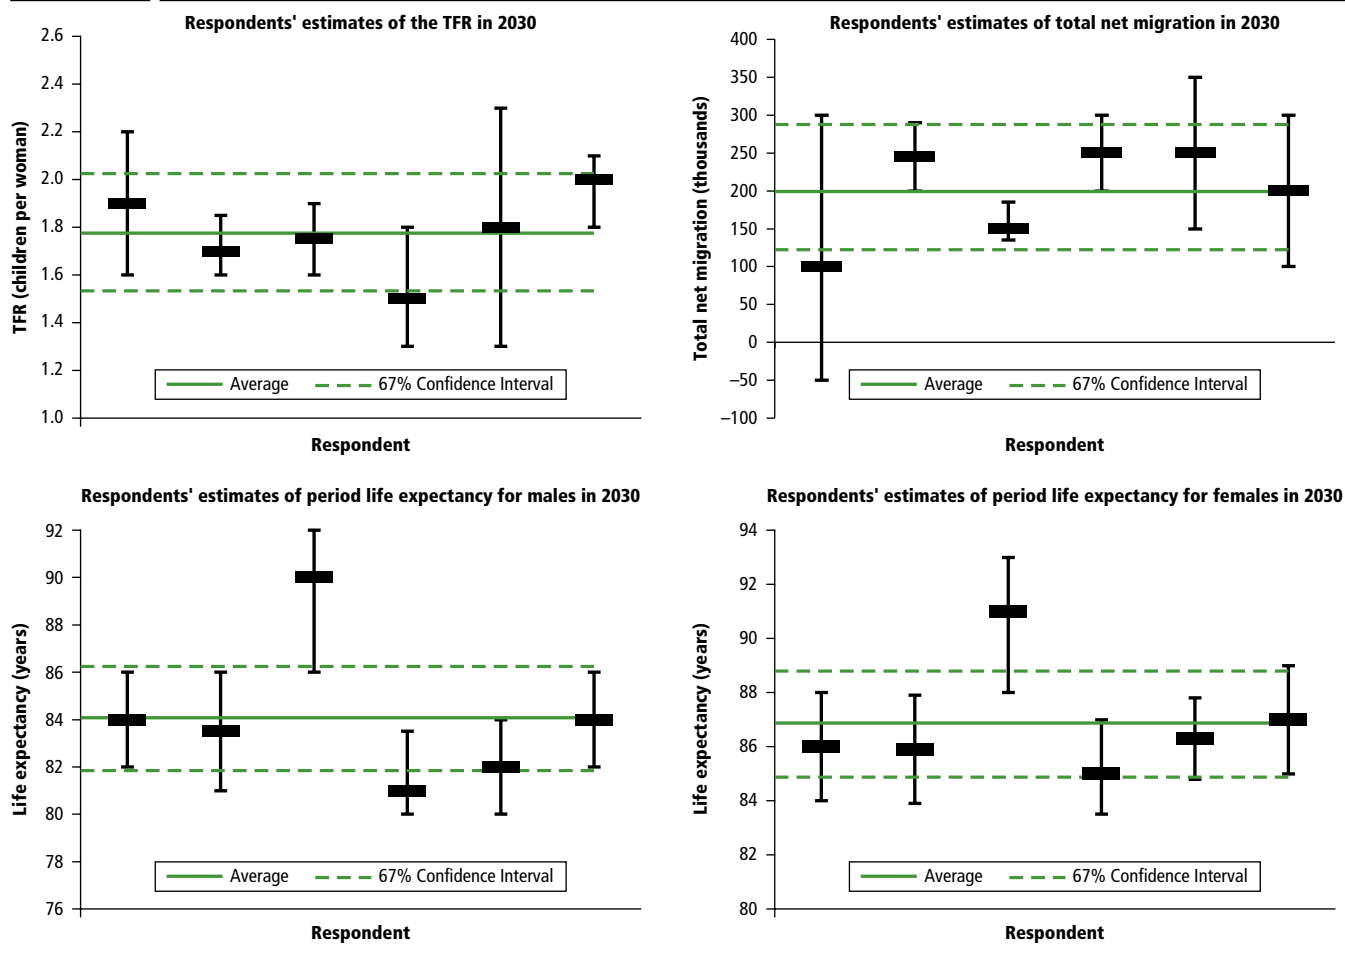 Respondents' estimates of the TFR in 2030
2.6
2.4
2.2
2.0
1.8
1.6
1.4
1.2
1.0
TFR (children per woman)
Average
67% Confidence Interval
Respondent
Respondents' estimates of total net migration in 2030
400
350
300
250
200
150
100
50
0
–50
–100
Total net migration (thousands)
Average
67% Confidence Interval
Respondent
Respondents' estimates of period life expectancy for males in 2030
92
90
88
86
84
82
80
78
76
Life expectancy (years)
Average
67% Confidence Interval
Respondent
Respondents' estimates of period life expectancy for females in 2030
94
92
90
88
86
84
82
80
Life expectancy (years)
Average
67% Confidence Interval
Respondent